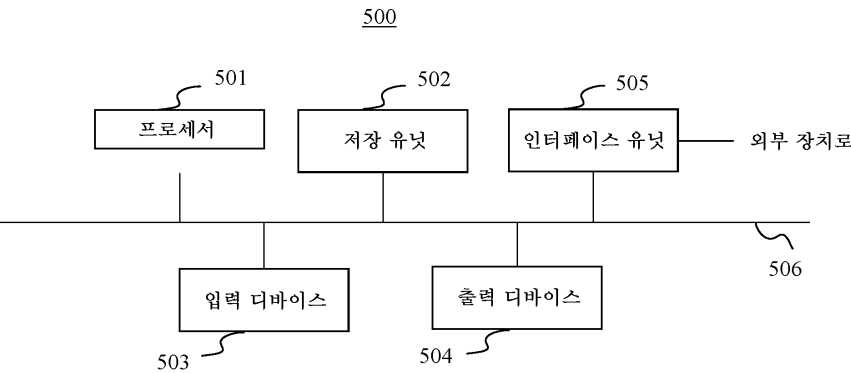 500
501
502
505
프로세서
저장 유닛
인터페이스 유닛
외부 장치로
506
입력 디바이스
출력 디바이스
503
504